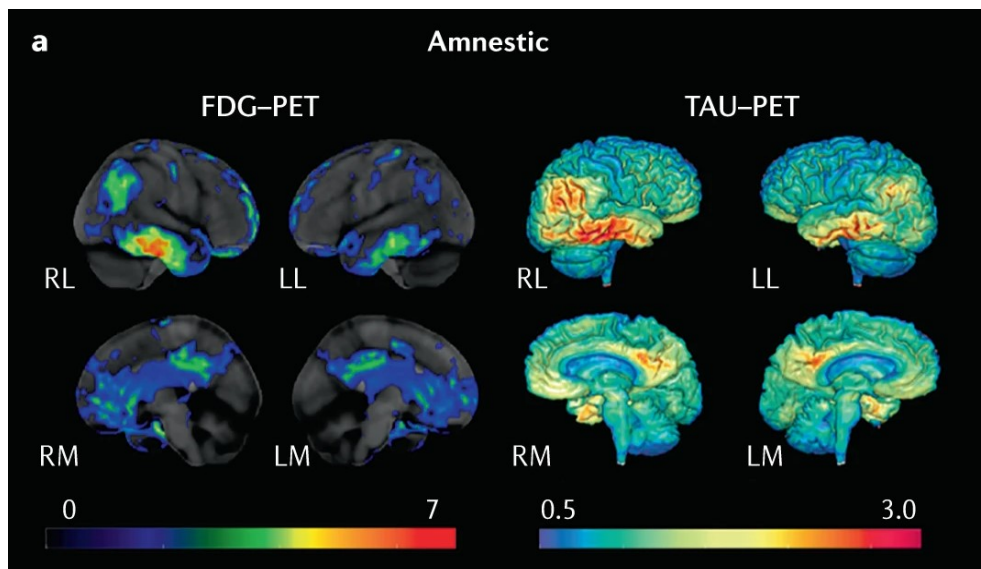 a
Amnestic
FDG–PET
TAU–PET
RL
LL
RL
LL
RM
LM
RM
LM
0
7
0.5
3.0